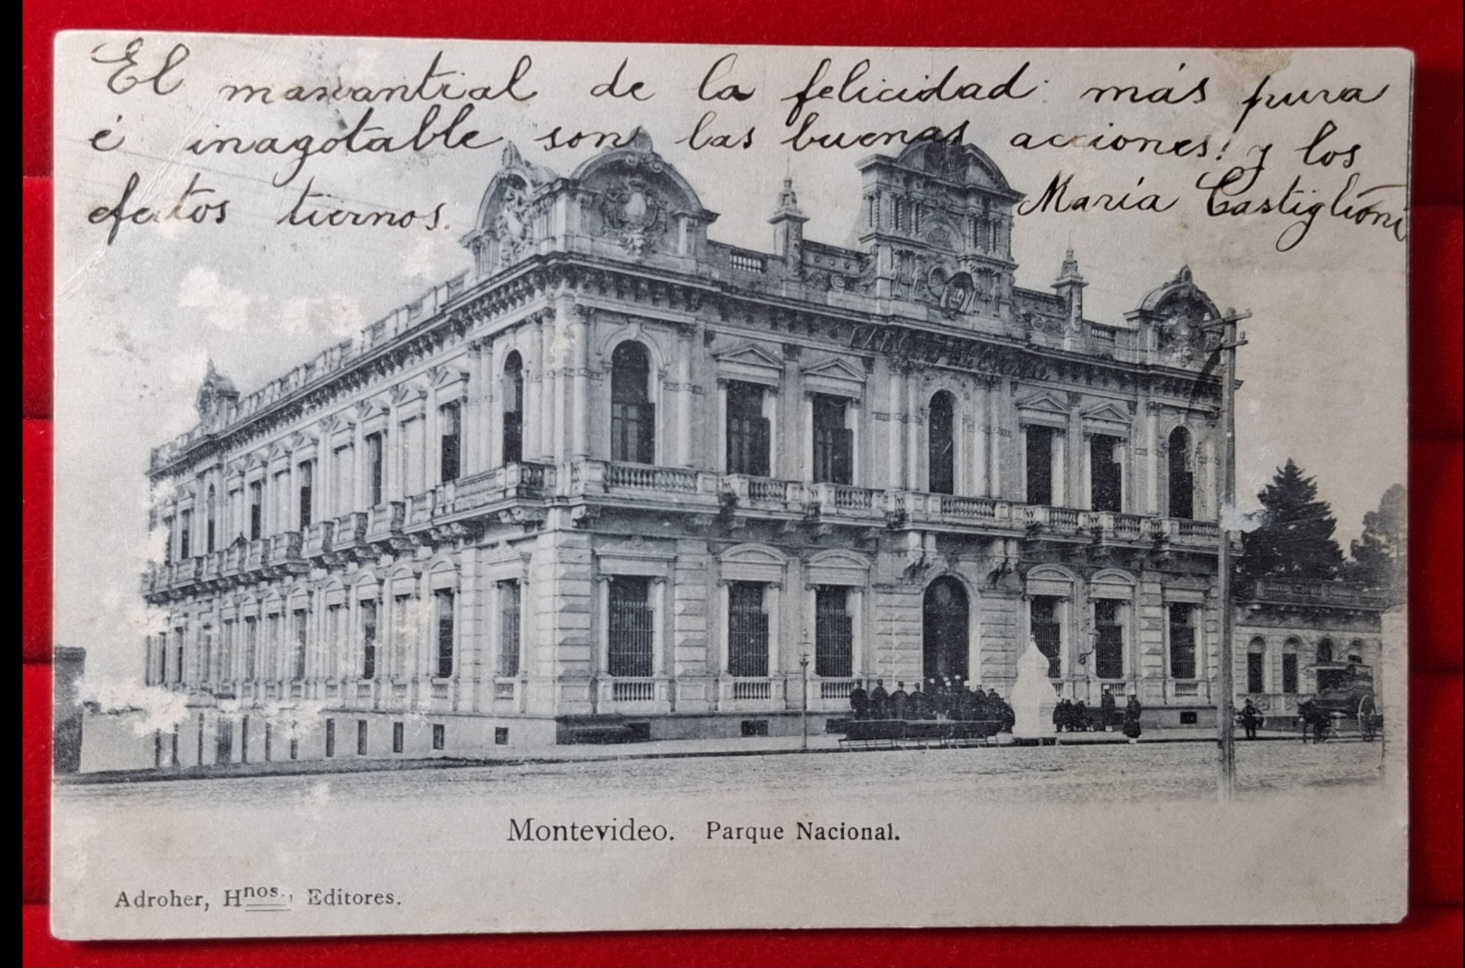 El manantial de la felicidad más pura
é inagotable son las buenas acciones; y los
afectos tiernos.
María Castiglioni
Montevideo. Parque Nacional.
Adroher, Hnos., Editores.